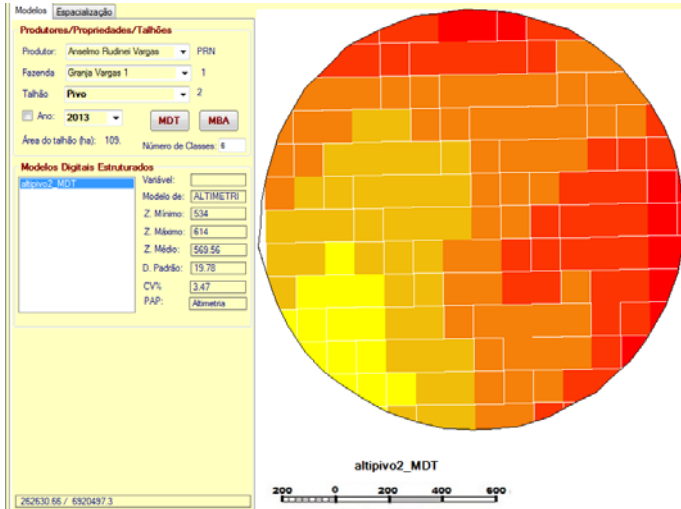 Modelos Espacialização
Produtores/Propriedades/Talhões
Produtor: Anselmo Rudinei Vargas PRN
Fazenda Granja Vargas 1 1
Talhão Pivo 2
Ano: 2013 MDT MBA
Área do talhão (ha): 109. Número de Classes: 6
Modelos Digitais Estruturados
altipivo2_MDT
Variável:
Modelo de: ALTIMETRI
Z. Mínimo: 534
Z. Máximo: 614
Z. Médio: 569.56
D. Padrão: 19.78
CV% 3.47
PAP: Altimetria
altipivo2_MDT
200 0 200 400 600
262630.66 / 6920497.3